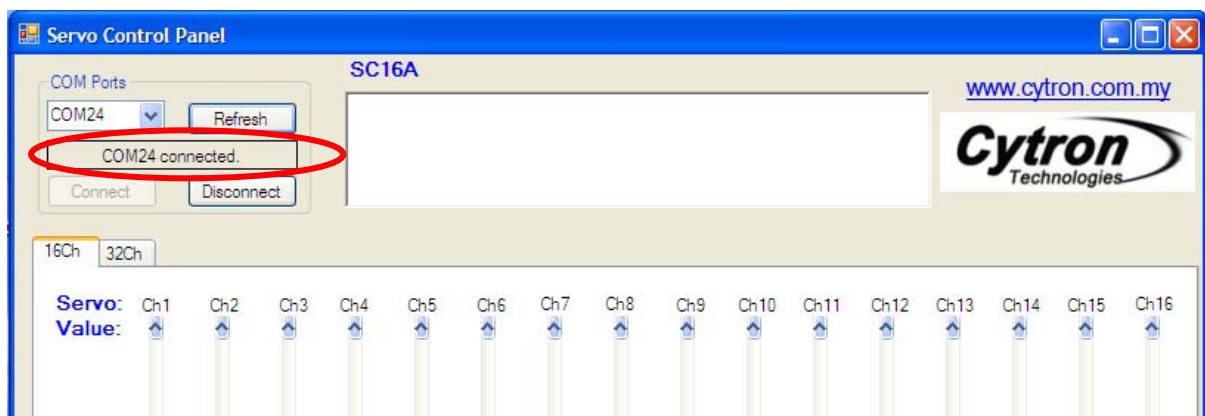 Servo Control Panel
COM Ports
COM24
Refresh
COM24 connected.
Connect
Disconnect
SC16A
www.cytron.com.my
Cytron
Technologies
16Ch
32Ch
Servo: Ch1 Ch2 Ch3 Ch4 Ch5 Ch6 Ch7 Ch8 Ch9 Ch10 Ch11 Ch12 Ch13 Ch14 Ch15 Ch16
Value: